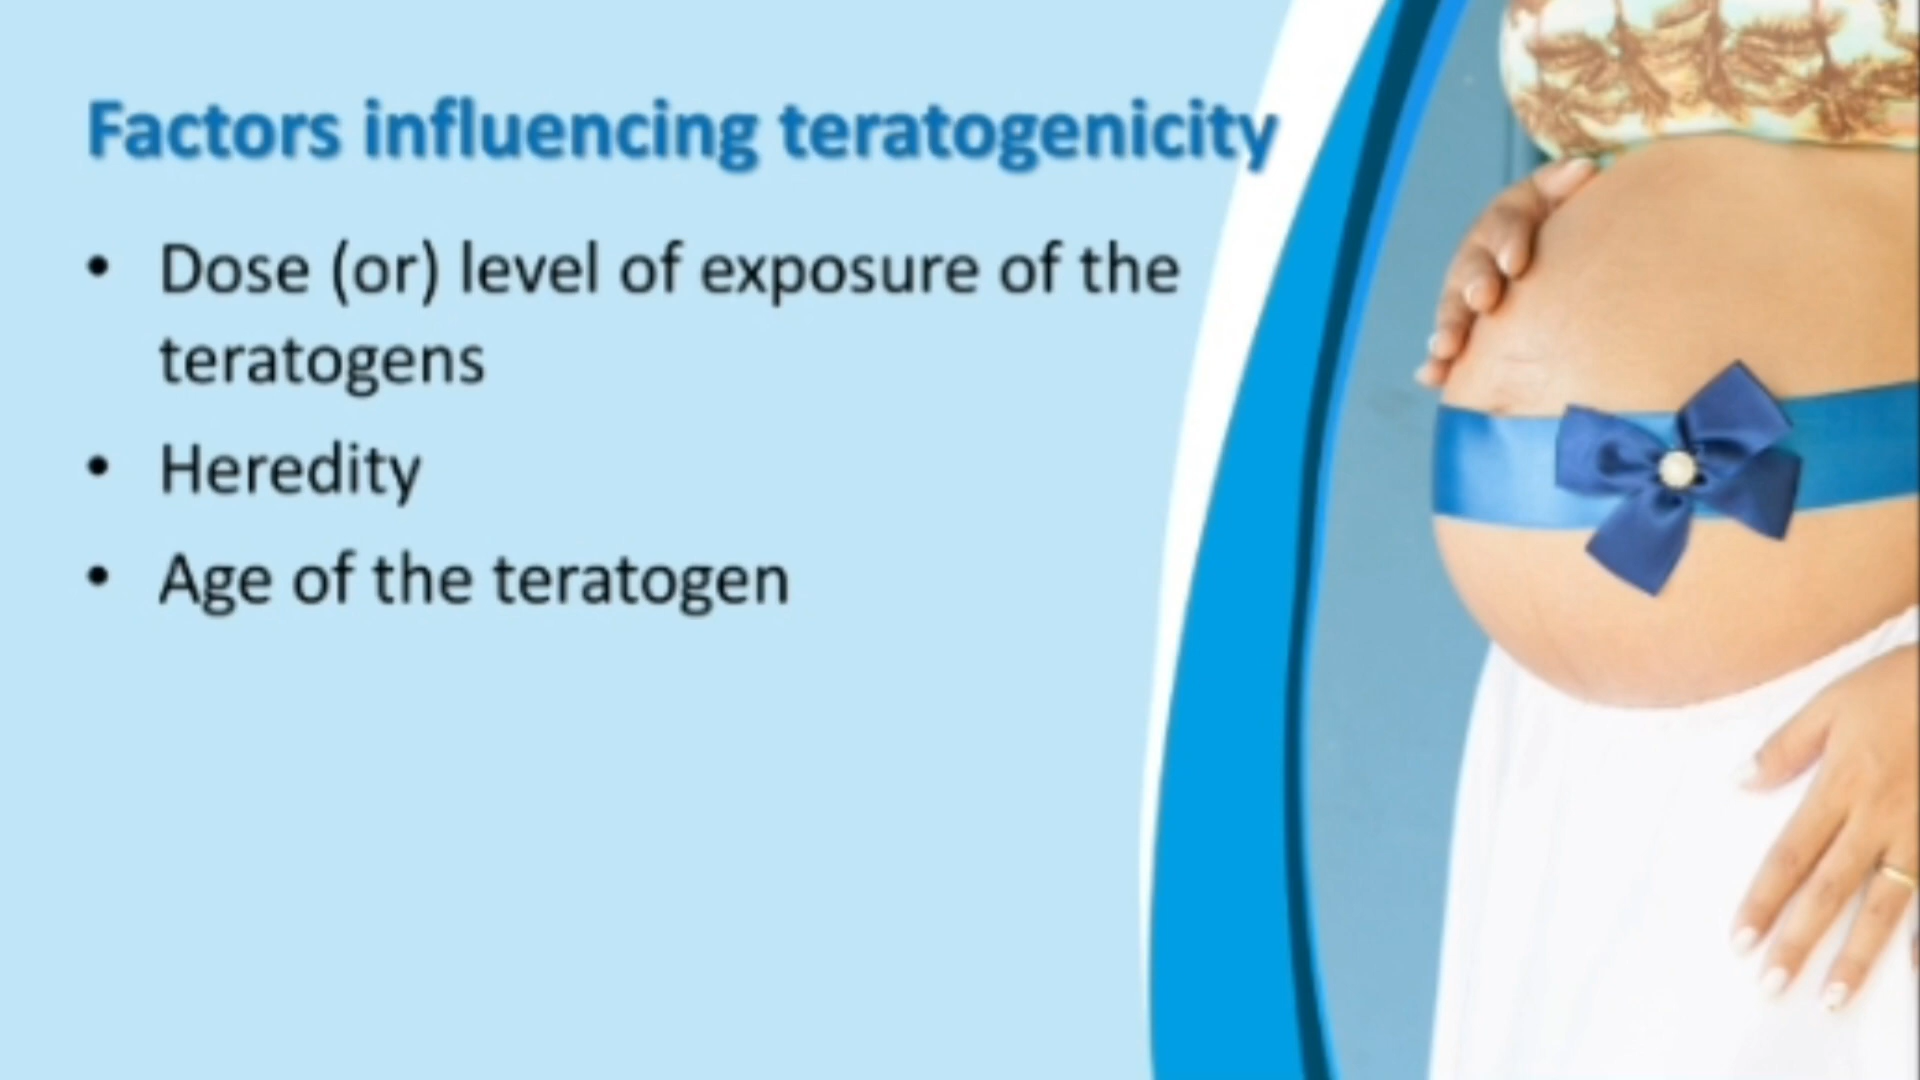 Factors influencing teratogenicity
• Dose (or) level of exposure of the
teratogens
• Heredity
• Age of the teratogen